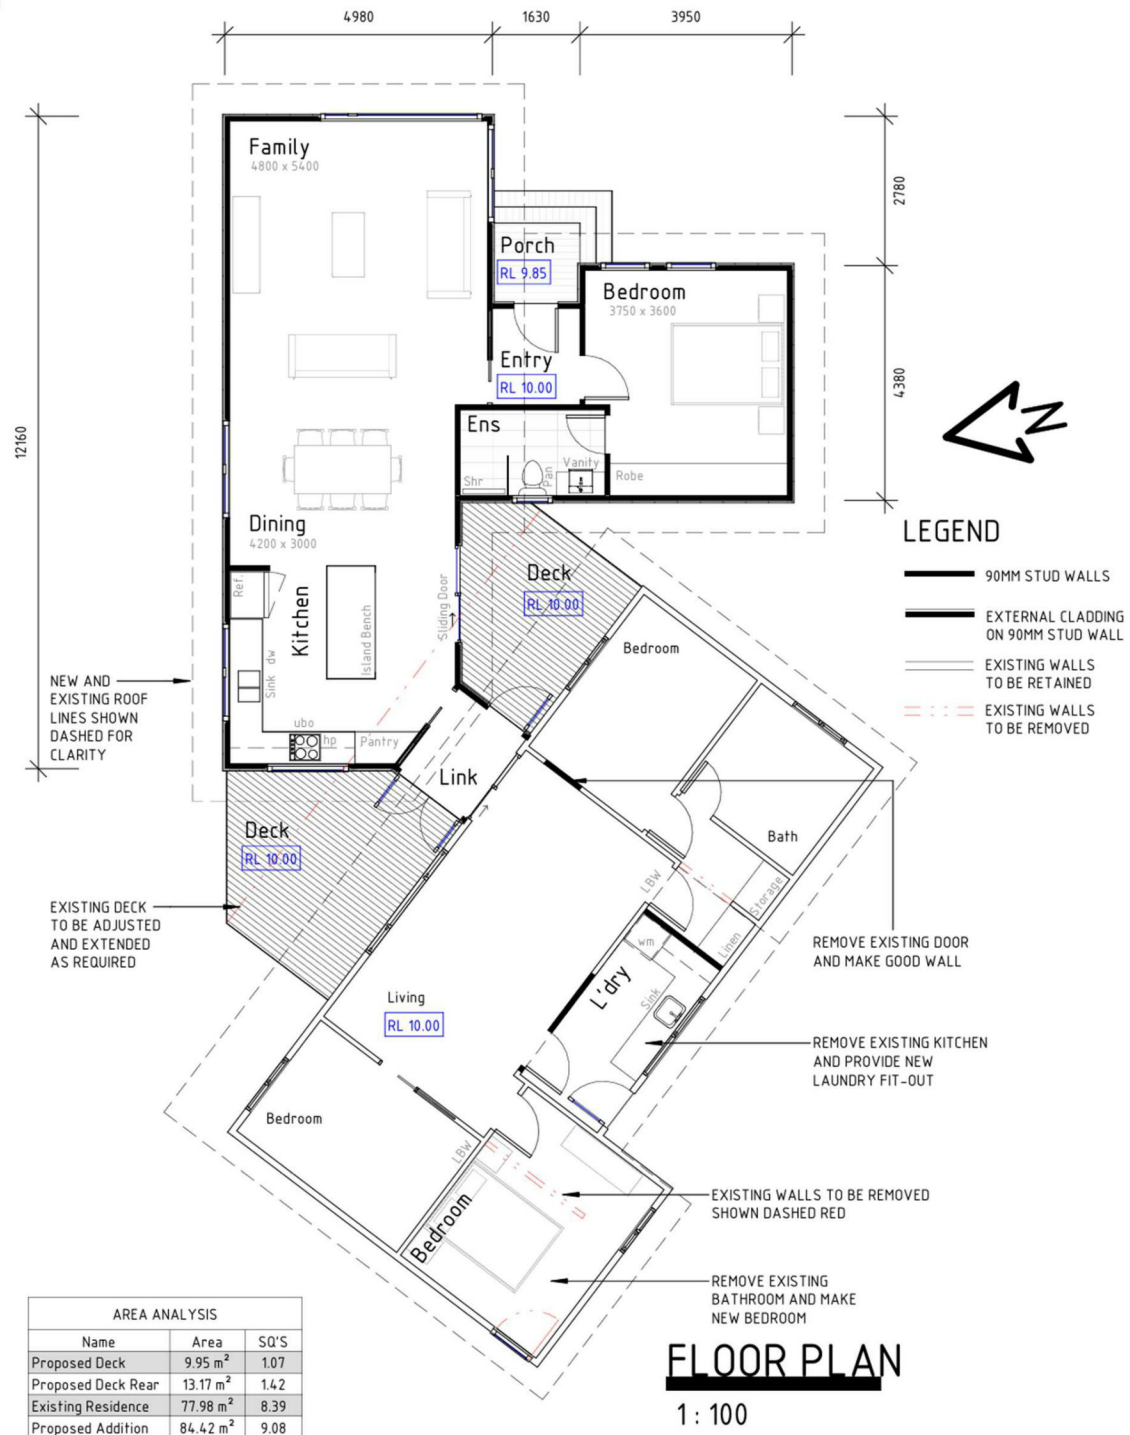 4980
1630
3950
12160
2780
4380
Family
4800 x 5400
Porch
RL 9.85
Bedroom
3750 x 3600
Entry
RL 10.00
Ens
Shr
Pan
Vanity
Robe
Dining
4200 x 3000
Ref.
Kitchen
Island Bench
Sliding Door
Sink
dw
ubo
hp
Pantry
Deck
RL 10.00
Link
Bedroom
Bath
Deck
RL 10.00
LBW
Storage
Linen
wm
L'dry
Sink
Living
RL 10.00
Bedroom
LBW
Bedroom
NEW AND
EXISTING ROOF
LINES SHOWN
DASHED FOR
CLARITY
EXISTING DECK
TO BE ADJUSTED
AND EXTENDED
AS REQUIRED
N
LEGEND
90MM STUD WALLS
EXTERNAL CLADDING
ON 90MM STUD WALL
EXISTING WALLS
TO BE RETAINED
EXISTING WALLS
TO BE REMOVED
REMOVE EXISTING DOOR
AND MAKE GOOD WALL
REMOVE EXISTING KITCHEN
AND PROVIDE NEW
LAUNDRY FIT-OUT
EXISTING WALLS TO BE REMOVED
SHOWN DASHED RED
REMOVE EXISTING
BATHROOM AND MAKE
NEW BEDROOM
AREA ANALYSIS
Name Area SQ'S
Proposed Deck 9.95 m² 1.07
Proposed Deck Rear 13.17 m² 1.42
Existing Residence 77.98 m² 8.39
Proposed Addition 84.42 m² 9.08
FLOOR PLAN
1 : 100